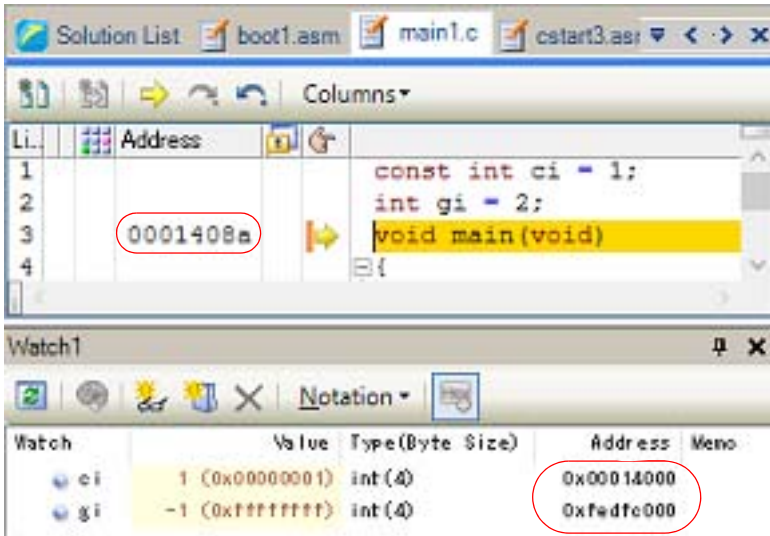 Solution List boot1.asm main1.c cstart3.as
Columns
Li.. Address
1 const int ci = 1;
2 int gi = 2;
3 0001408a void main(void)
4 {
Watch1
Notation
Watch Value Type(Byte Size) Address Memo
ci 1 (0x00000001) int(4) 0x00014000
gi -1 (0xffffffff) int(4) 0xfedfc000